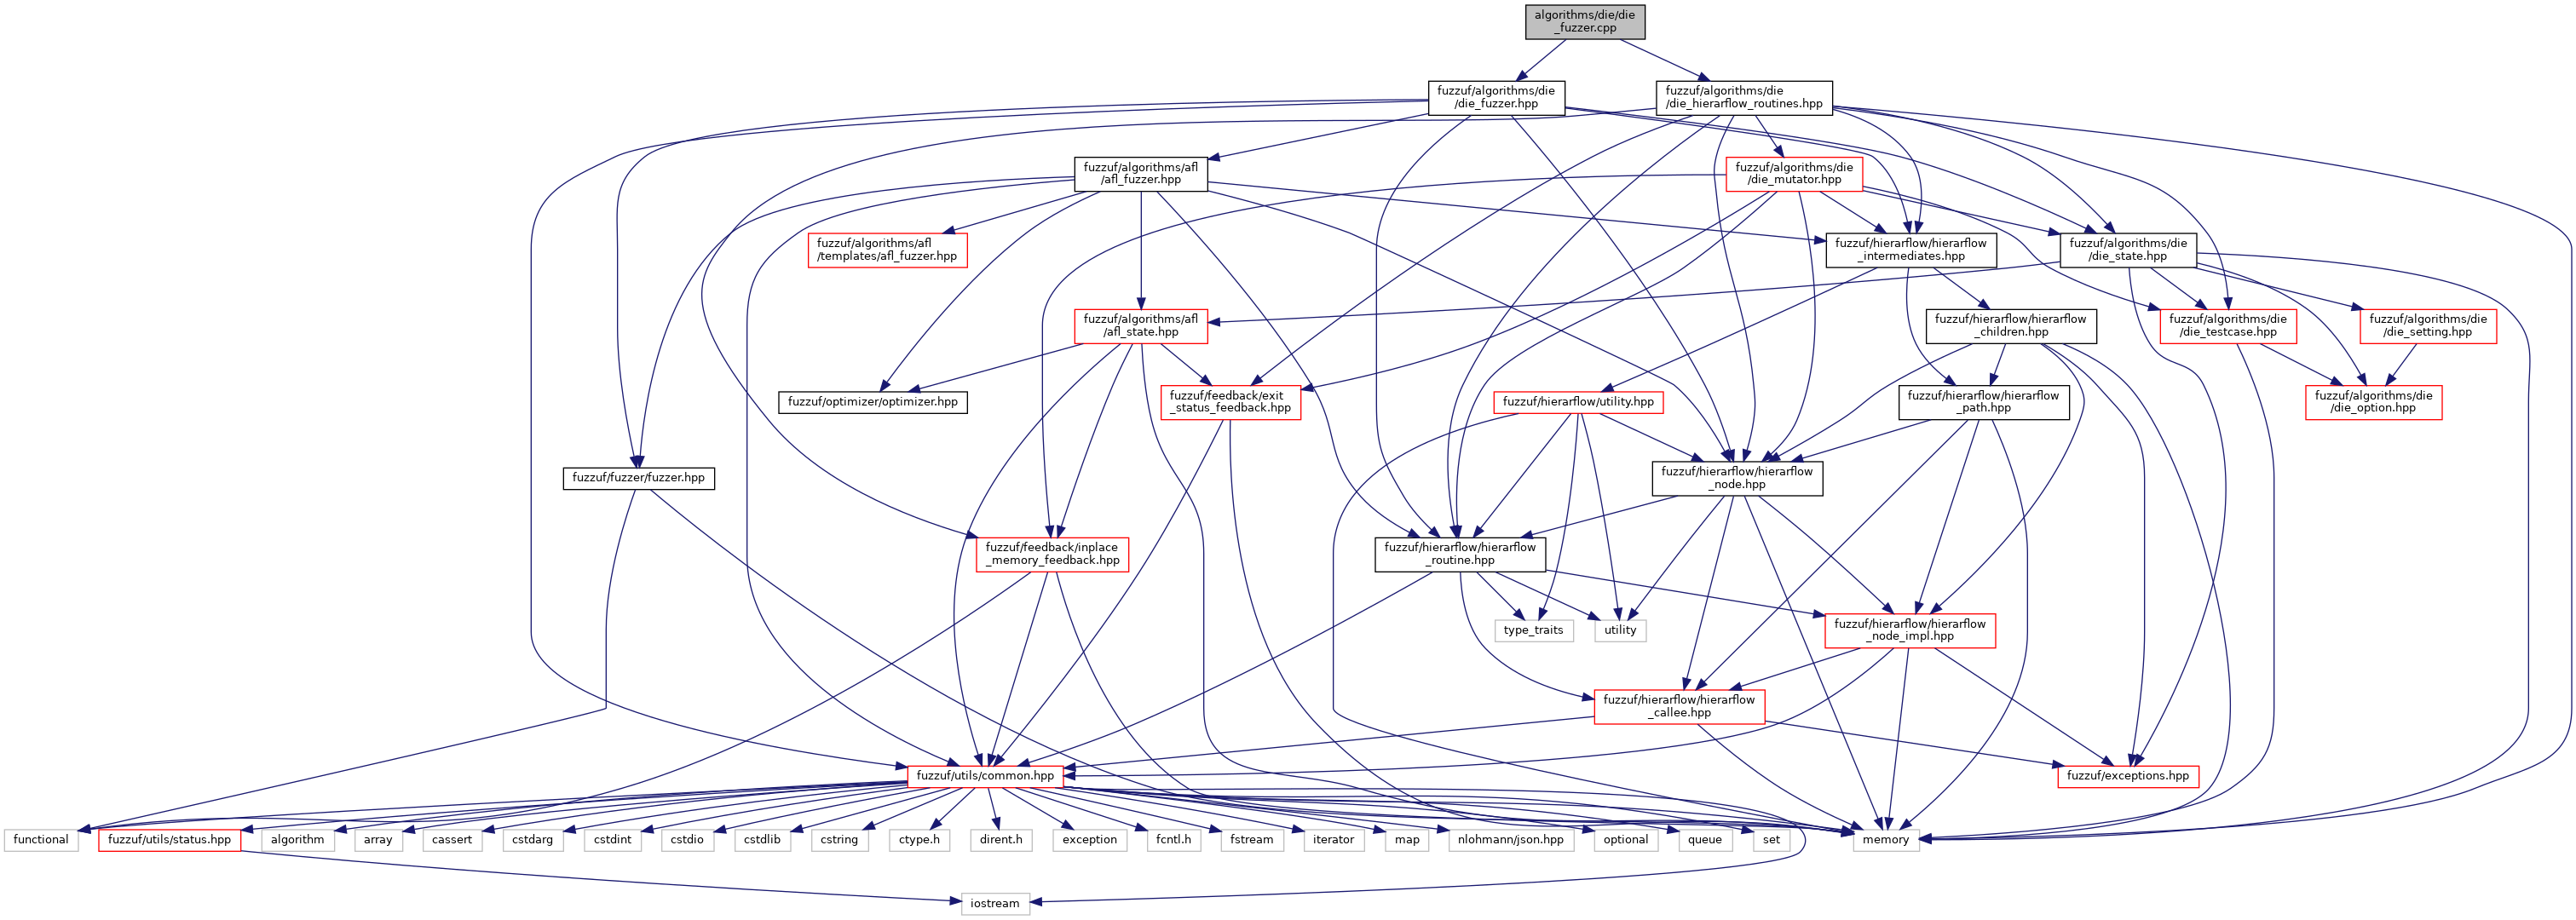 algorithms/die/die
_fuzzer.cpp
fuzzuf/algorithms/die
/die_fuzzer.hpp
fuzzuf/algorithms/die
/die_hierarflow_routines.hpp
fuzzuf/algorithms/afl
/afl_fuzzer.hpp
fuzzuf/algorithms/die
/die_mutator.hpp
fuzzuf/algorithms/afl
/templates/afl_fuzzer.hpp
fuzzuf/hierarflow/hierarflow
_intermediates.hpp
fuzzuf/algorithms/die
/die_state.hpp
fuzzuf/algorithms/afl
/afl_state.hpp
fuzzuf/hierarflow/hierarflow
_children.hpp
fuzzuf/algorithms/die
/die_testcase.hpp
fuzzuf/algorithms/die
/die_setting.hpp
fuzzuf/optimizer/optimizer.hpp
fuzzuf/feedback/exit
_status_feedback.hpp
fuzzuf/hierarflow/utility.hpp
fuzzuf/hierarflow/hierarflow
_path.hpp
fuzzuf/algorithms/die
/die_option.hpp
fuzzuf/fuzzer/fuzzer.hpp
fuzzuf/hierarflow/hierarflow
_node.hpp
fuzzuf/feedback/inplace
_memory_feedback.hpp
fuzzuf/hierarflow/hierarflow
_routine.hpp
type_traits
utility
fuzzuf/hierarflow/hierarflow
_node_impl.hpp
fuzzuf/hierarflow/hierarflow
_callee.hpp
fuzzuf/utils/common.hpp
fuzzuf/exceptions.hpp
functional
fuzzuf/utils/status.hpp
algorithm
array
cassert
cstdarg
cstdint
cstdio
cstdlib
cstring
ctype.h
dirent.h
exception
fcntl.h
fstream
iterator
map
nlohmann/json.hpp
optional
queue
set
memory
iostream